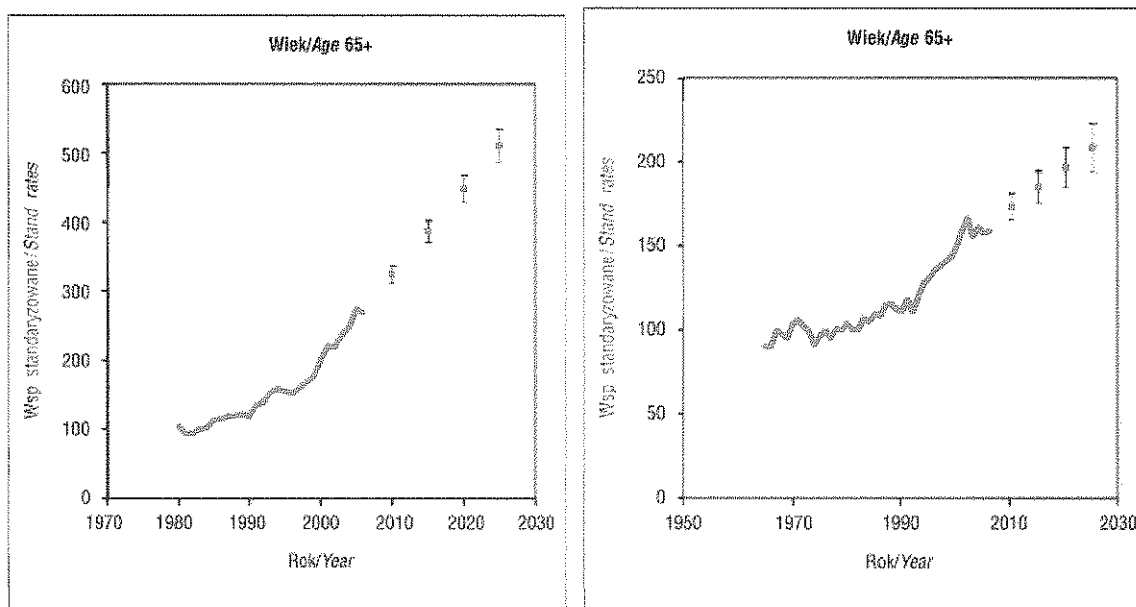 Wiek/Age 65+
Wsp standaryzowane/Stand rates
600
500
400
300
200
100
0
1970 1980 1990 2000 2010 2020 2030
Rok/Year
Wiek/Age 65+
Wsp standaryzowane/Stand rates
250
200
150
100
50
0
1950 1970 1990 2010 2030
Rok/Year